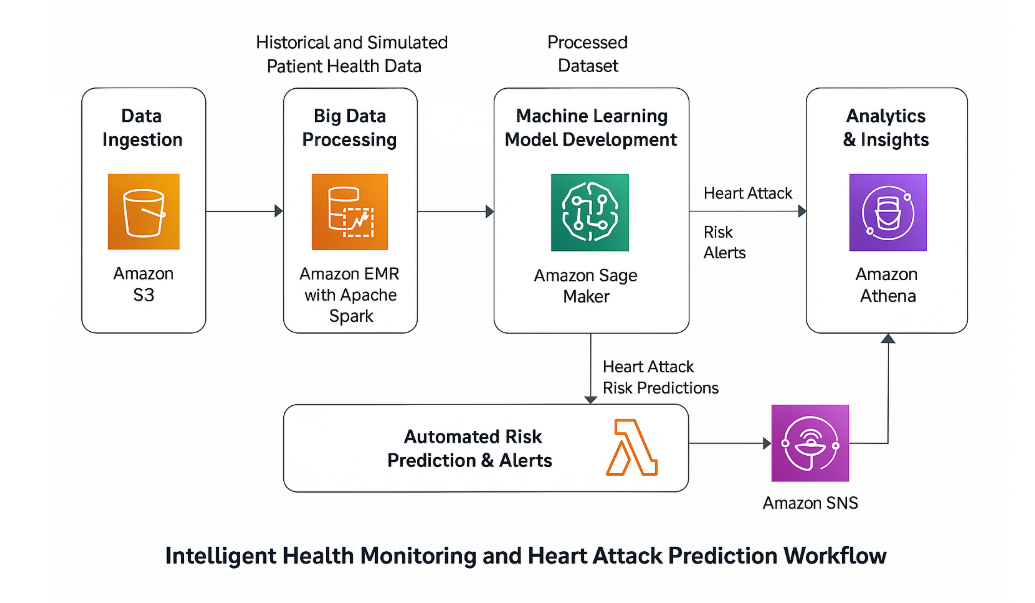 Historical and Simulated
Patient Health Data
Processed
Dataset
Data
Ingestion
Amazon
S3
Big Data
Processing
Amazon EMR
with Apache
Spark
Machine Learning
Model Development
Amazon Sage
Maker
Heart Attack
Risk
Alerts
Analytics
& Insights
Amazon
Athena
Heart Attack
Risk Predictions
Automated Risk
Prediction & Alerts
Amazon SNS
Intelligent Health Monitoring and Heart Attack Prediction Workflow